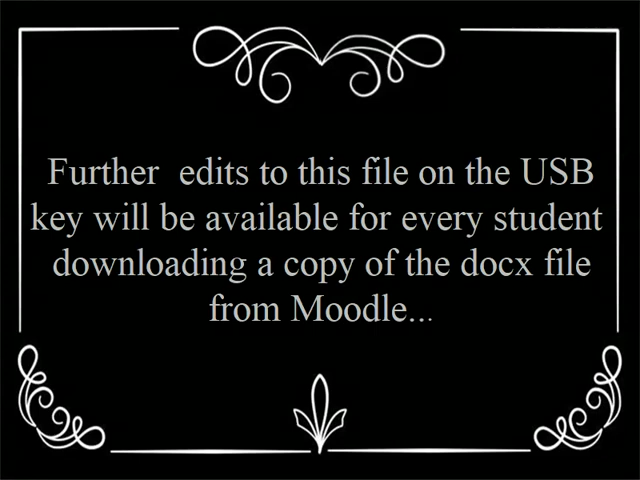 Further edits to this file on the USB
key will be available for every student
downloading a copy of the docx file
from Moodle...